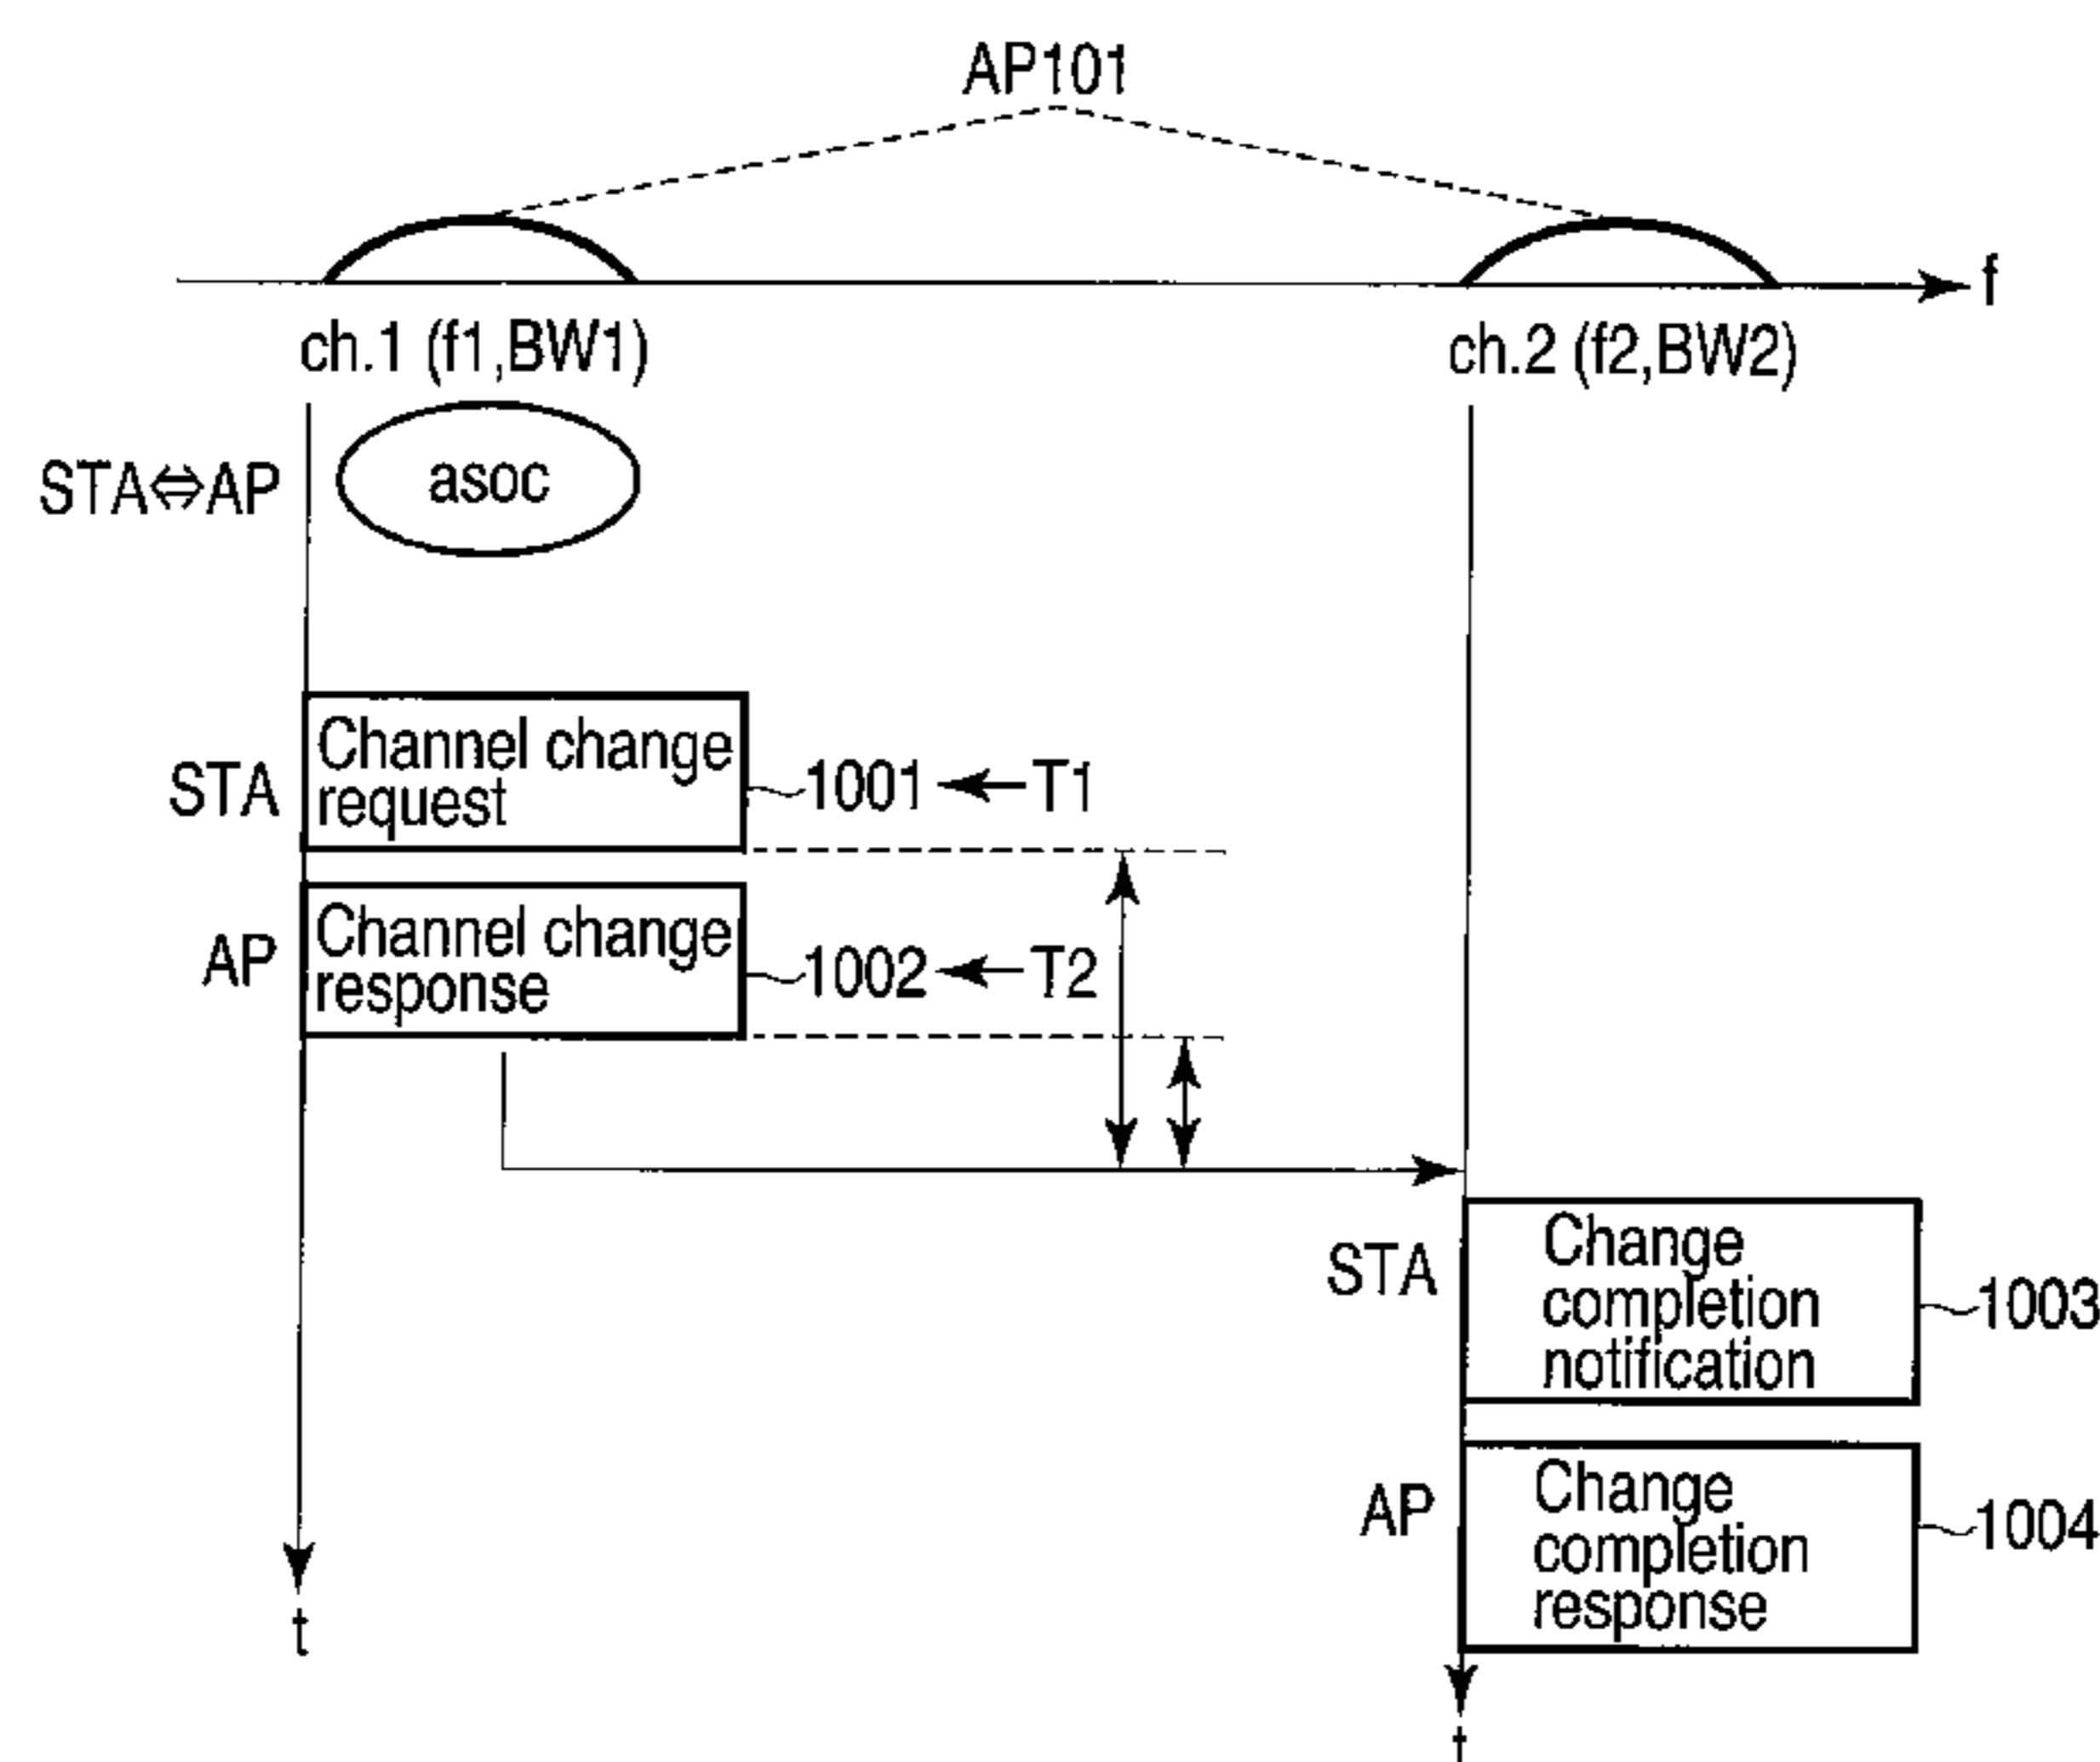 AP101
f
ch.1 (f1,BW1)
ch.2 (f2,BW2)
STA⇔AP
asoc
STA
Channel change
request
1001 ← T1
AP
Channel change
response
1002 ← T2
STA
Change
completion
notification
1003
AP
Change
completion
response
1004
t